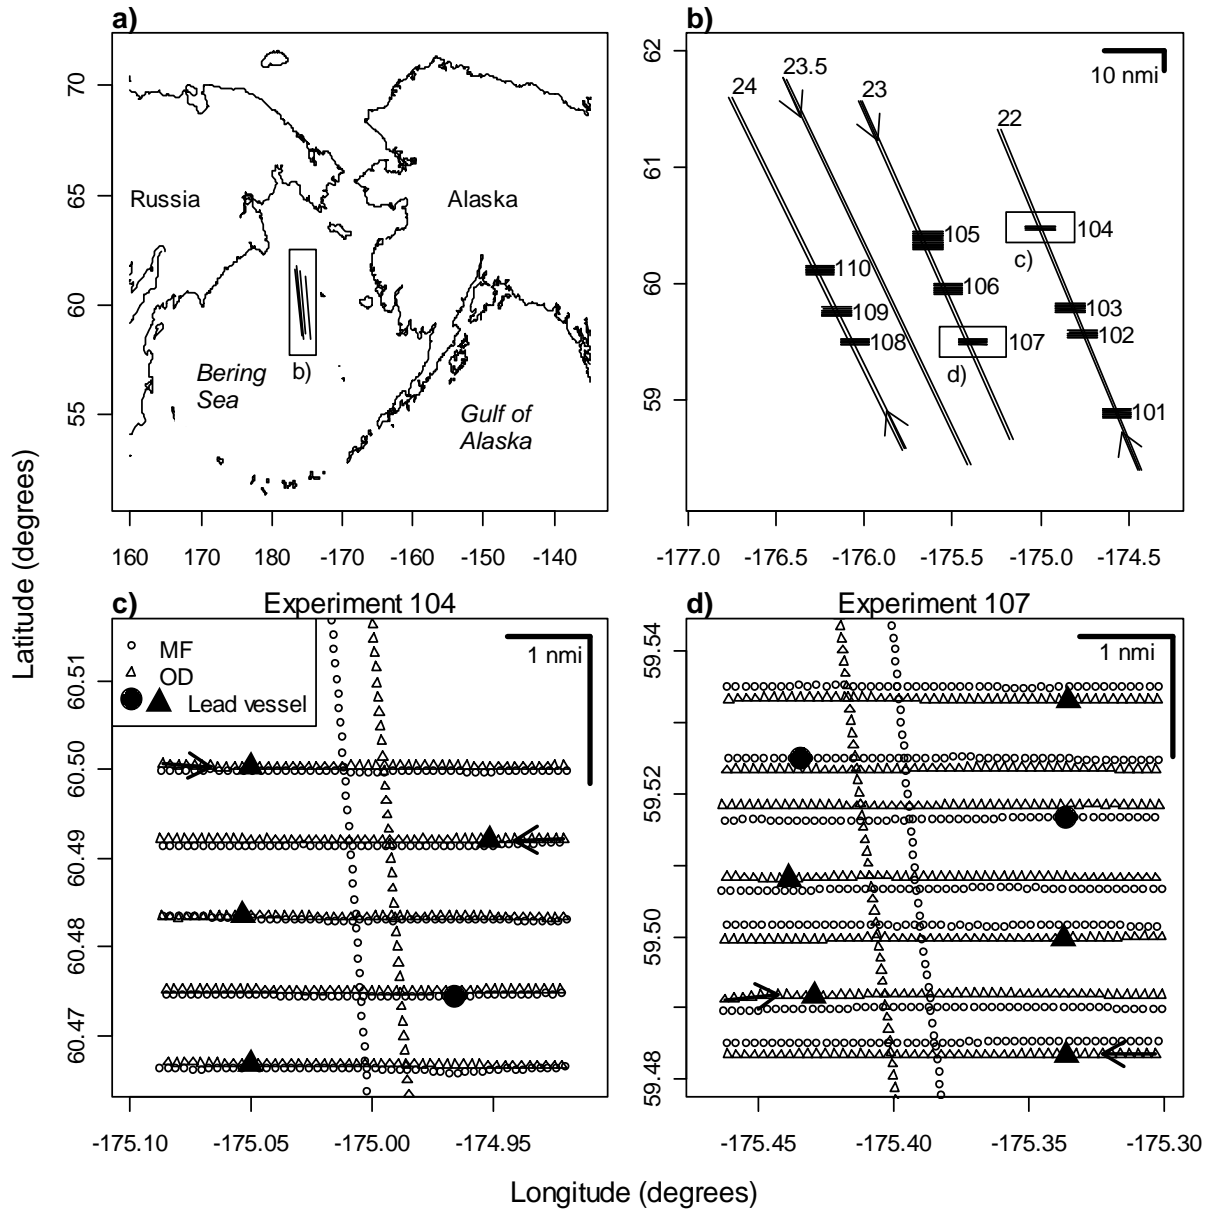 a)
70
65
60
55
Russia
Alaska
Bering
Sea
b)
Gulf of
Alaska
160
170
180
-170
-160
-150
-140
b)
62
61
60
59
10 nmi
24
23.5
23
22
105
104
c)
110
106
109
103
108
107
102
d)
101
-177.0
-176.5
-176.0
-175.5
-175.0
-174.5
Latitude (degrees)
c)
Experiment 104
MF
OD
Lead vessel
1 nmi
60.51
60.50
60.49
60.48
60.47
-175.10
-175.05
-175.00
-174.95
d)
Experiment 107
1 nmi
59.54
59.52
59.50
59.48
-175.45
-175.40
-175.35
-175.30
Longitude (degrees)